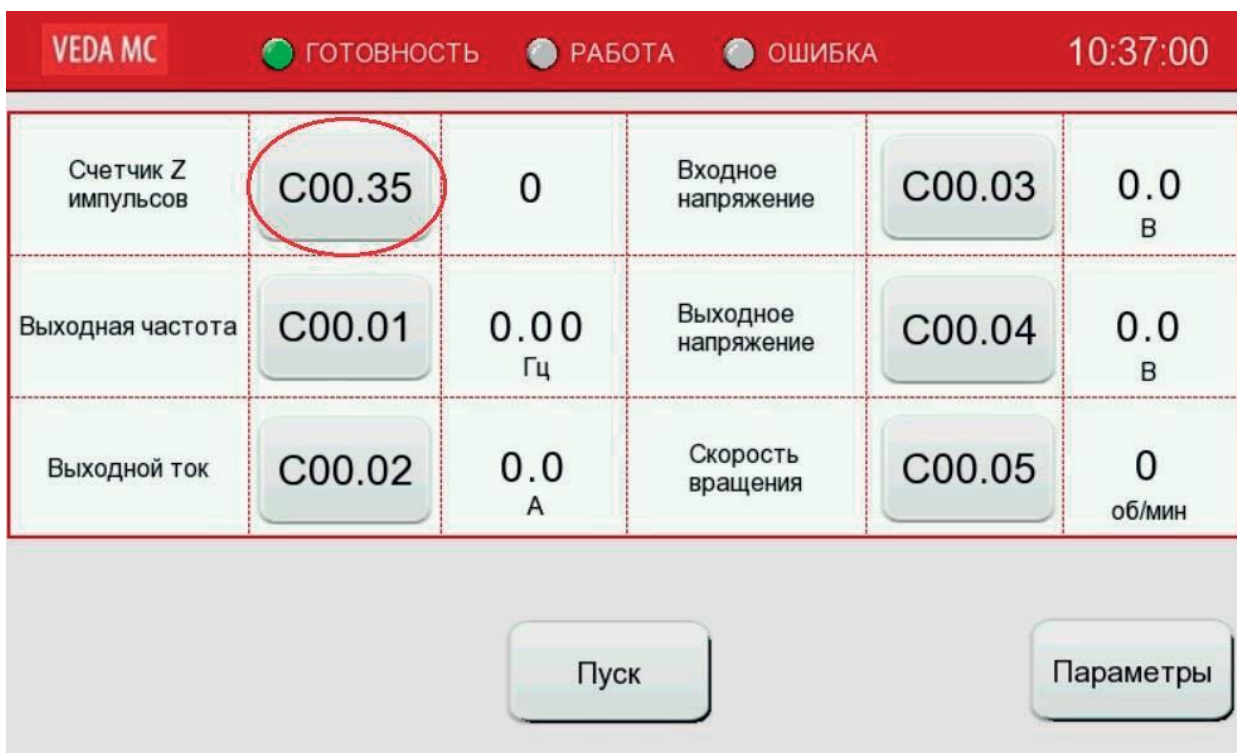 VEDA MC ГОТОВНОСТЬ РАБОТА ОШИБКА 10:37:00
Счетчик Z
импульсов
C00.35
0
Входное
напряжение
C00.03
0.0
В
Выходная частота
C00.01
0.00
Гц
Выходное
напряжение
C00.04
0.0
В
Выходной ток
C00.02
0.0
А
Скорость
вращения
C00.05
0
об/мин
Пуск
Параметры